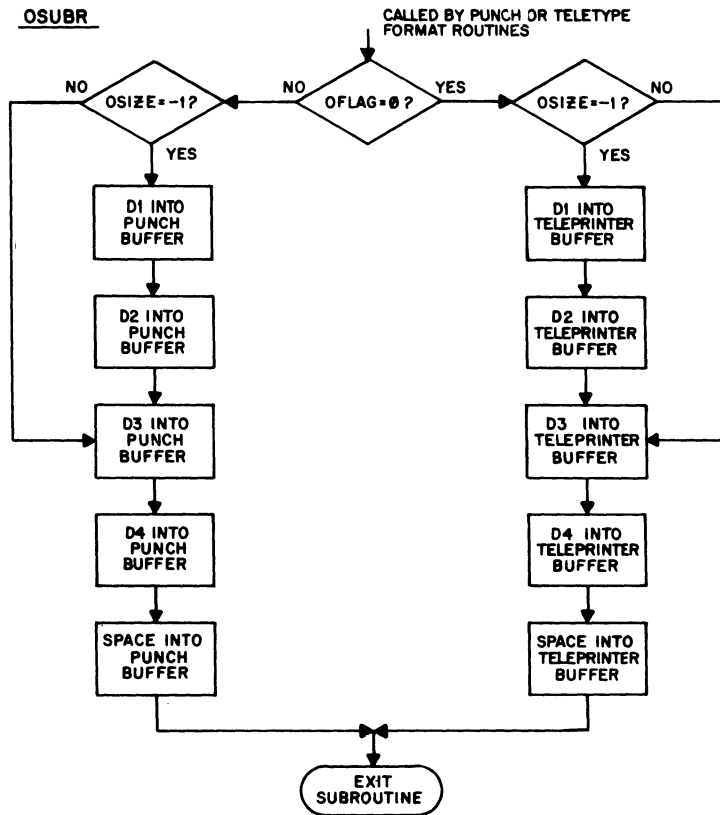 OSUBR
CALLED BY PUNCH OR TELETYPE
FORMAT ROUTINES
NO
OSIZE=-1?
NO
OFLAG=0?
YES
OSIZE=-1?
NO
YES
YES
D1 INTO
PUNCH
BUFFER
D1 INTO
TELEPRINTER
BUFFER
D2 INTO
PUNCH
BUFFER
D2 INTO
TELEPRINTER
BUFFER
D3 INTO
PUNCH
BUFFER
D3 INTO
TELEPRINTER
BUFFER
D4 INTO
PUNCH
BUFFER
D4 INTO
TELEPRINTER
BUFFER
SPACE INTO
PUNCH
BUFFER
SPACE INTO
TELEPRINTER
BUFFER
EXIT
SUBROUTINE